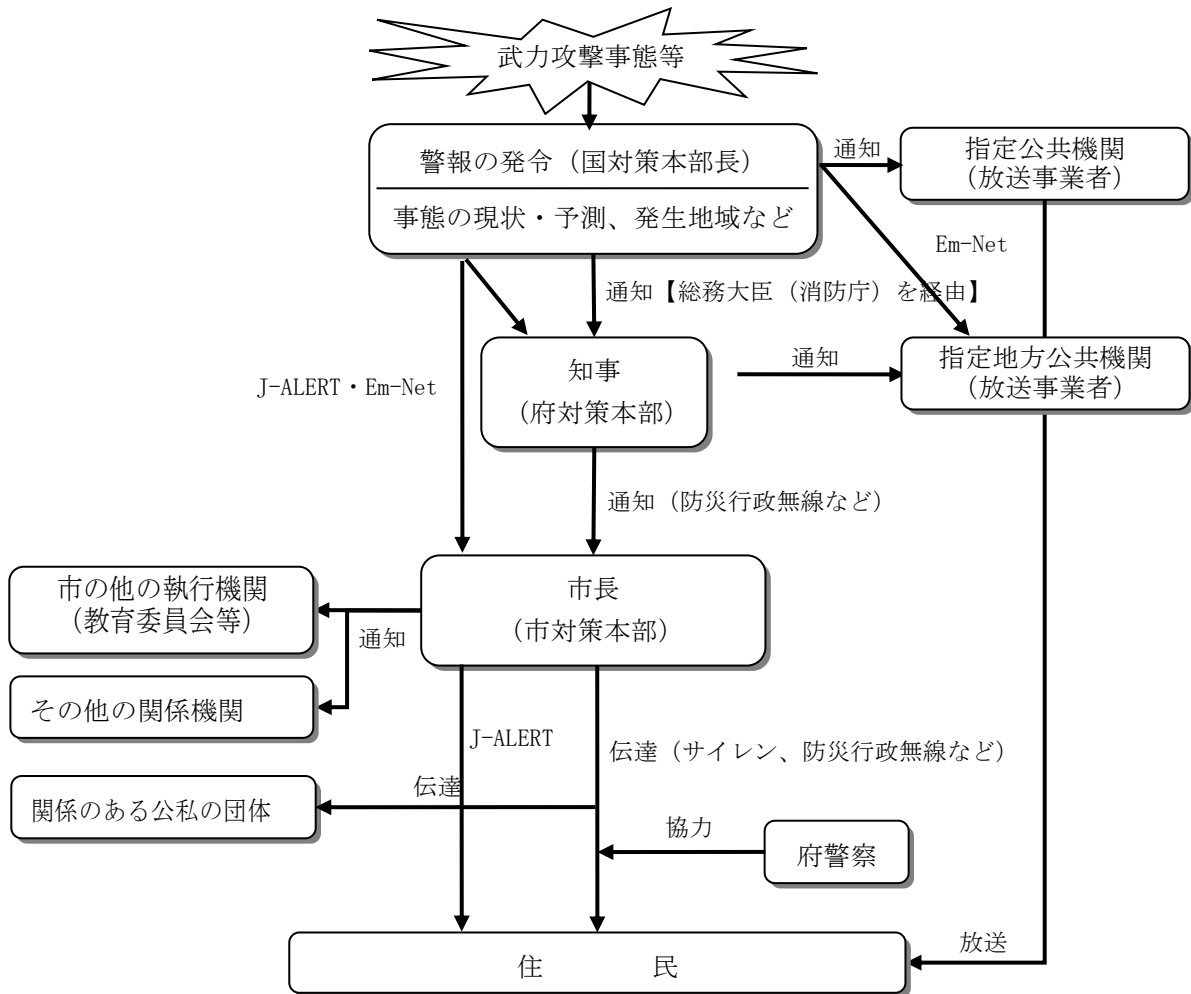 武力攻撃事態等
警報の発令（国対策本部長）
事態の現状・予測、発生地域など
通知
指定公共機関
（放送事業者）
Em-Net
通知【総務大臣（消防庁）を経由】
知事
（府対策本部）
通知
指定地方公共機関
（放送事業者）
J-ALERT・Em-Net
通知（防災行政無線など）
市長
（市対策本部）
市の他の執行機関
（教育委員会等）
通知
その他の関係機関
J-ALERT
伝達（サイレン、防災行政無線など）
伝達
関係のある公私の団体
協力
府警察
放送
住　　　民